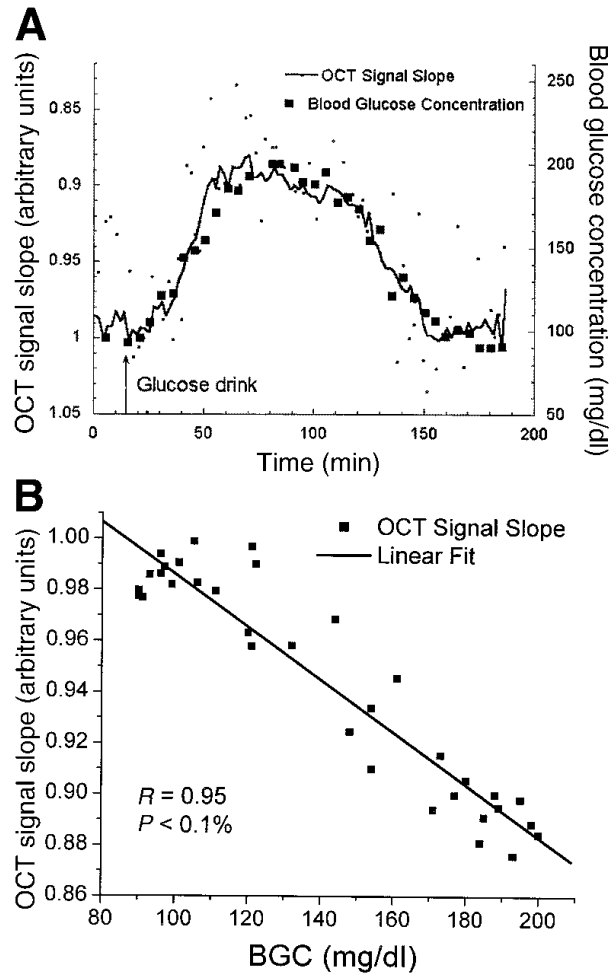 A
OCT signal slope (arbitrary units)
0.85
0.9
0.95
1
1.05
OCT Signal Slope
Blood Glucose Concentration
Glucose drink
250
200
150
100
50
Blood glucose concentration (mg/dl)
0 50 100 150 200
Time (min)
B
OCT signal slope (arbitrary units)
1.00
0.98
0.96
0.94
0.92
0.90
0.88
0.86
OCT Signal Slope
Linear Fit
R = 0.95
P < 0.1%
80 100 120 140 160 180 200
BGC (mg/dl)